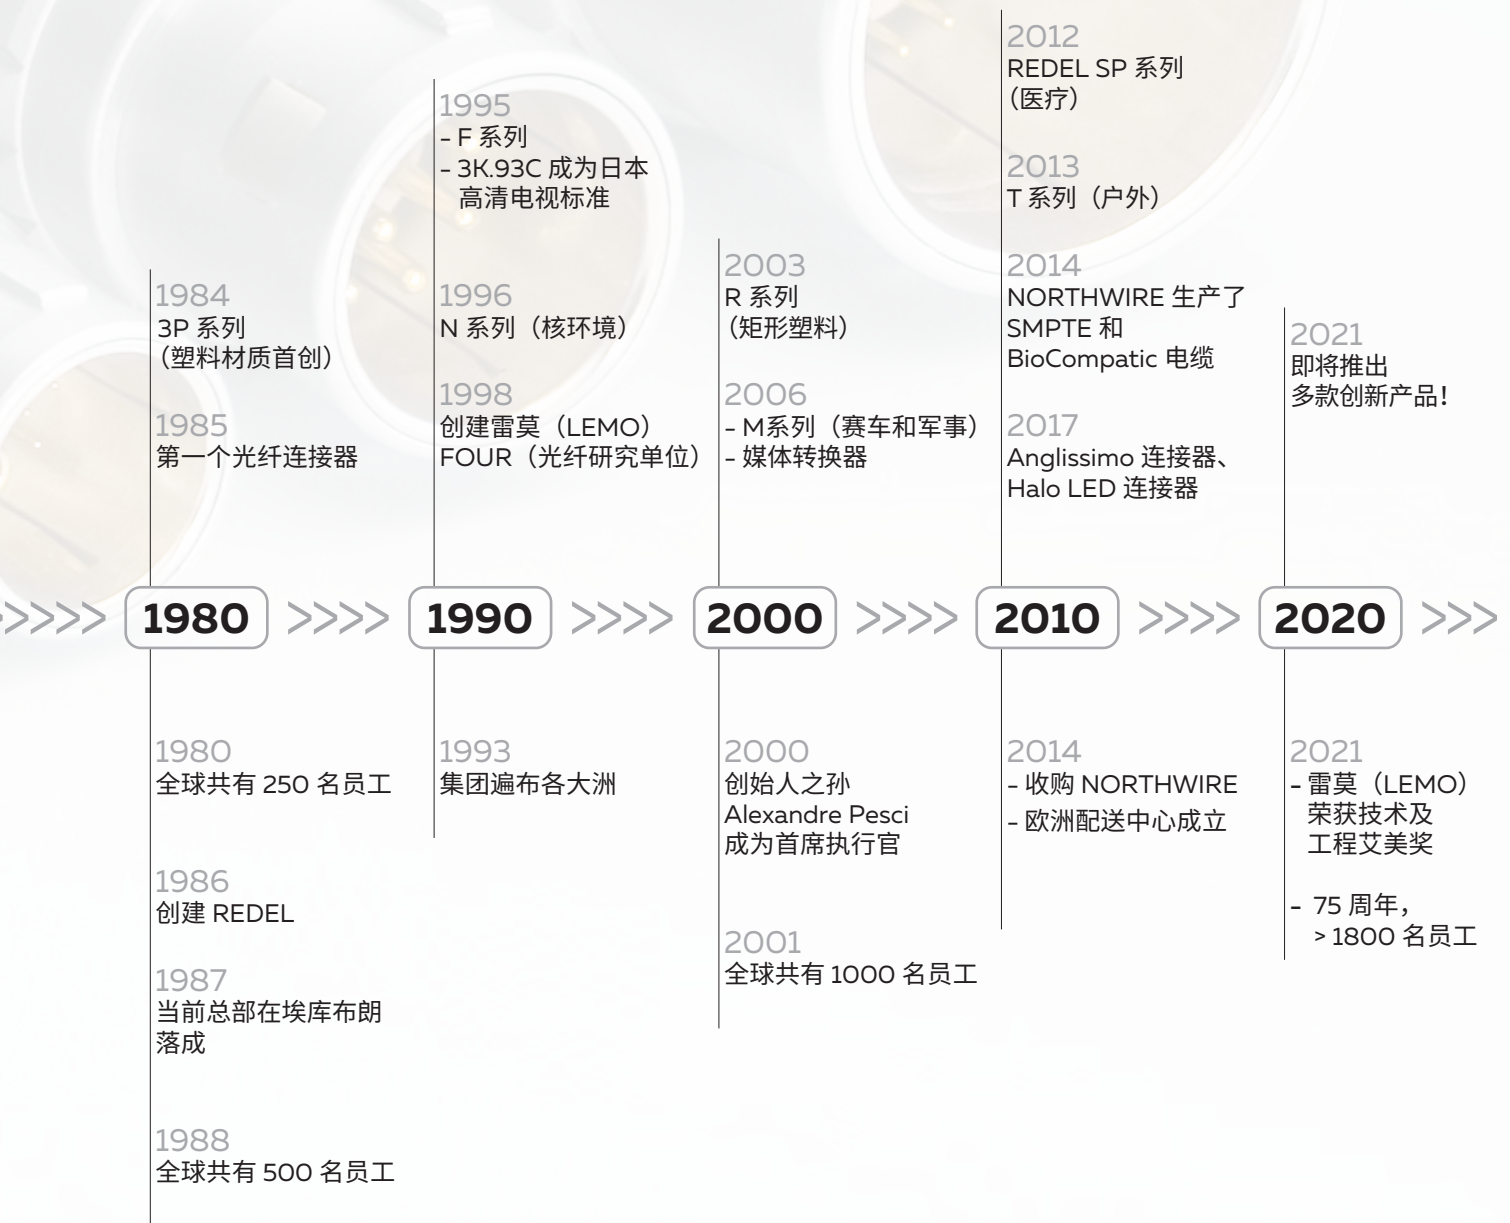 1984
3P 系列
（塑料材质首创）
1985
第一个光纤连接器
1995
- F 系列
- 3K.93C 成为日本
高清电视标准
1996
N 系列（核环境）
1998
创建雷莫（LEMO）
FOUR（光纤研究单位）
2003
R 系列
（矩形塑料）
2006
- M系列（赛车和军事）
- 媒体转换器
2012
REDEL SP 系列
（医疗）
2013
T 系列（户外）
2014
NORTHWIRE 生产了
SMPTE 和
BioCompatic 电缆
2017
Anglissimo 连接器、
Halo LED 连接器
2021
即将推出
多款创新产品！
>>>> 1980 >>>> 1990 >>>> 2000 >>>> 2010 >>>> 2020 >>>
1980
全球共有 250 名员工
1986
创建 REDEL
1987
当前总部在埃库布朗
落成
1988
全球共有 500 名员工
1993
集团遍布各大洲
2000
创始人之孙
Alexandre Pesci
成为首席执行官
2001
全球共有 1000 名员工
2014
- 收购 NORTHWIRE
- 欧洲配送中心成立
2021
- 雷莫（LEMO）
荣获技术及
工程艾美奖
- 75 周年，
> 1800 名员工